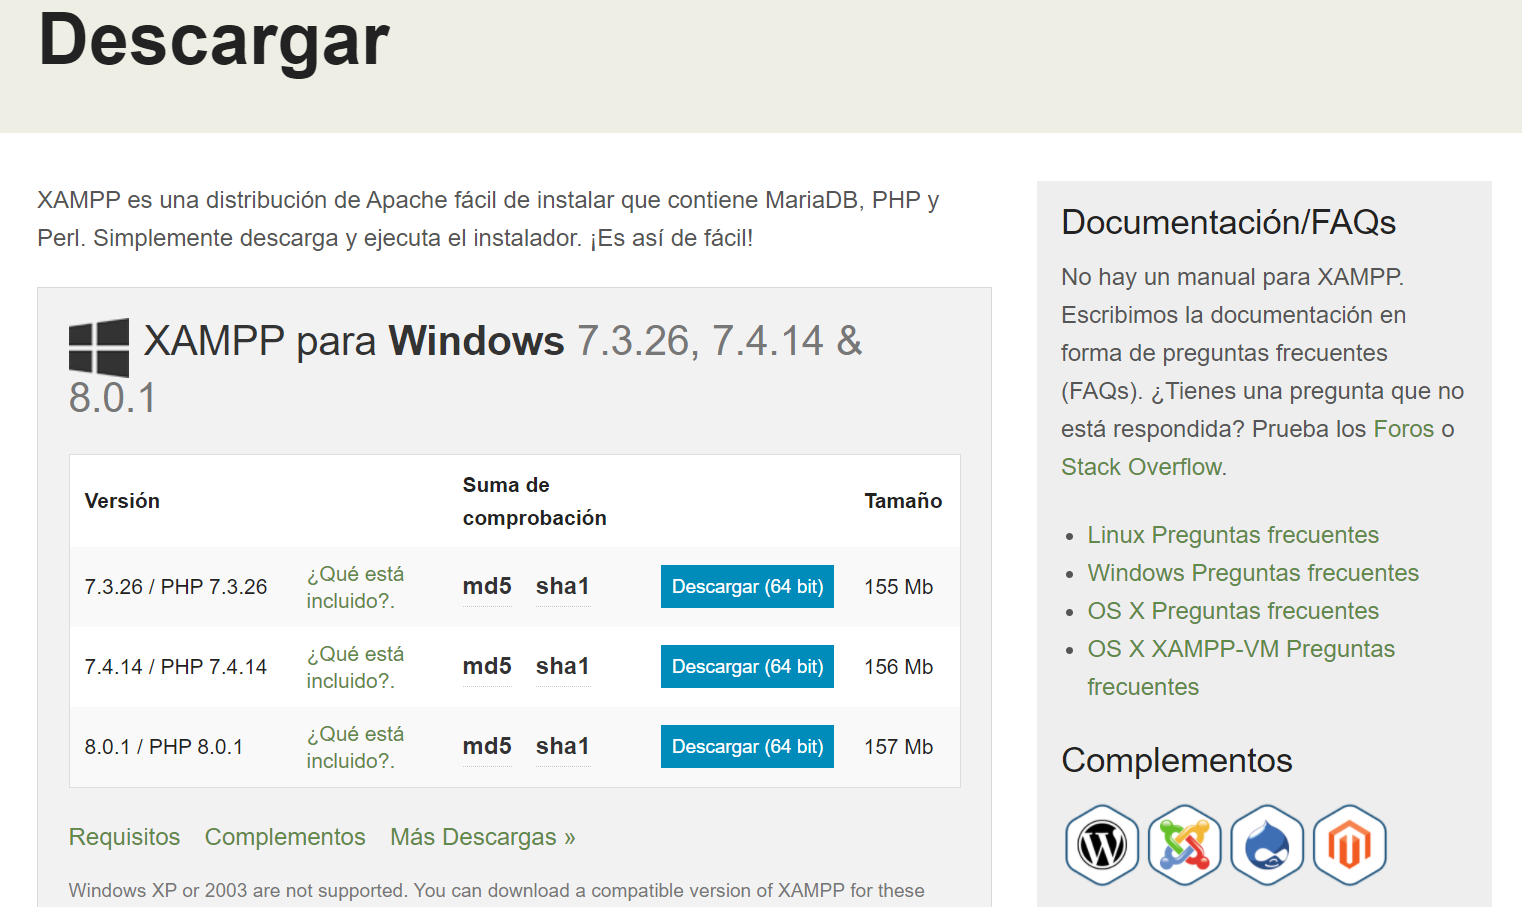 Descargar
XAMPP es una distribución de Apache fácil de instalar que contiene MariaDB, PHP y
Perl. Simplemente descarga y ejecuta el instalador. ¡Es así de fácil!
XAMPP para Windows 7.3.26, 7.4.14 &
8.0.1
Versión Suma de comprobación Tamaño
7.3.26 / PHP 7.3.26 ¿Qué está incluido?. md5 sha1 Descargar (64 bit) 155 Mb
7.4.14 / PHP 7.4.14 ¿Qué está incluido?. md5 sha1 Descargar (64 bit) 156 Mb
8.0.1 / PHP 8.0.1 ¿Qué está incluido?. md5 sha1 Descargar (64 bit) 157 Mb
Requisitos Complementos Más Descargas »
Windows XP or 2003 are not supported. You can download a compatible version of XAMPP for these
Documentación/FAQs
No hay un manual para XAMPP.
Escribimos la documentación en
forma de preguntas frecuentes
(FAQs). ¿Tienes una pregunta que no
está respondida? Prueba los Foros o
Stack Overflow.
• Linux Preguntas frecuentes
• Windows Preguntas frecuentes
• OS X Preguntas frecuentes
• OS X XAMPP-VM Preguntas
frecuentes
Complementos